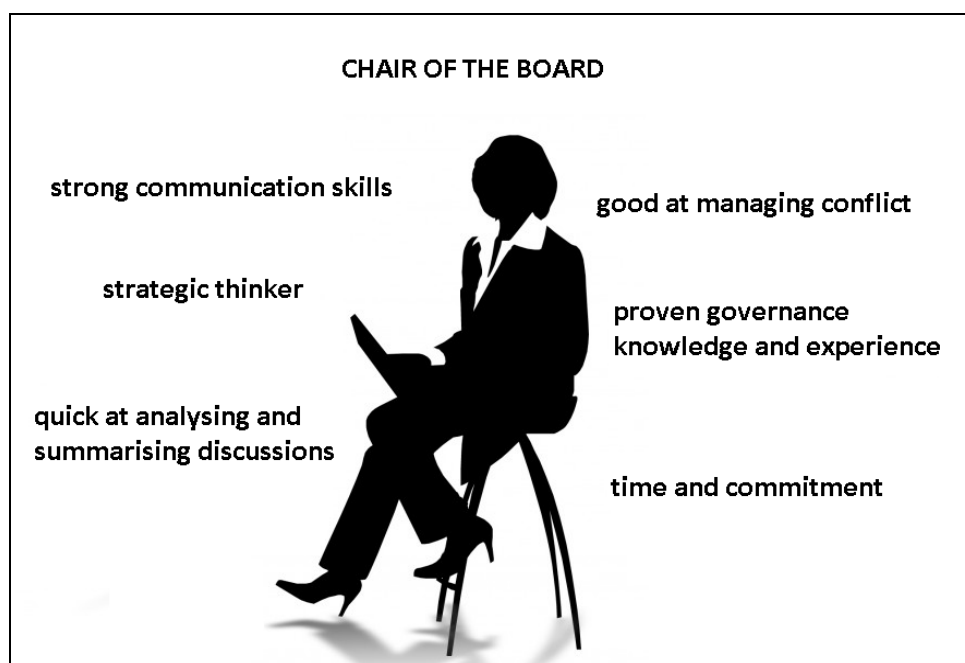 CHAIR OF THE BOARD
strong communication skills
good at managing conflict
strategic thinker
proven governance
knowledge and experience
quick at analysing and
summarising discussions
time and commitment